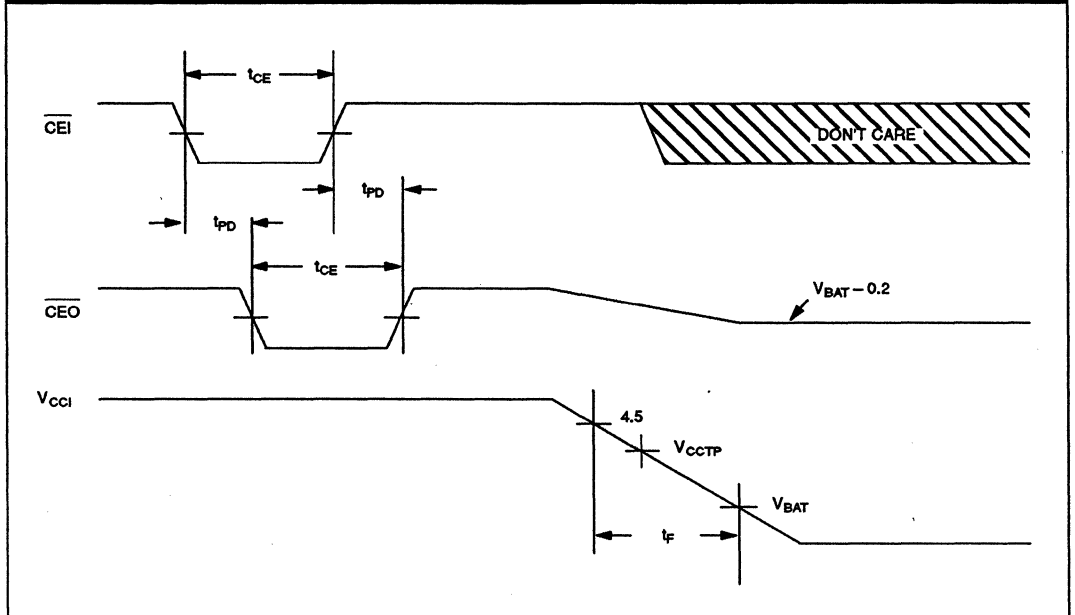 tCE
CEI
DON'T CARE
tPD
tPD
tCE
VBAT – 0.2
CEO
VCCI
4.5
VCCTP
VBAT
tF